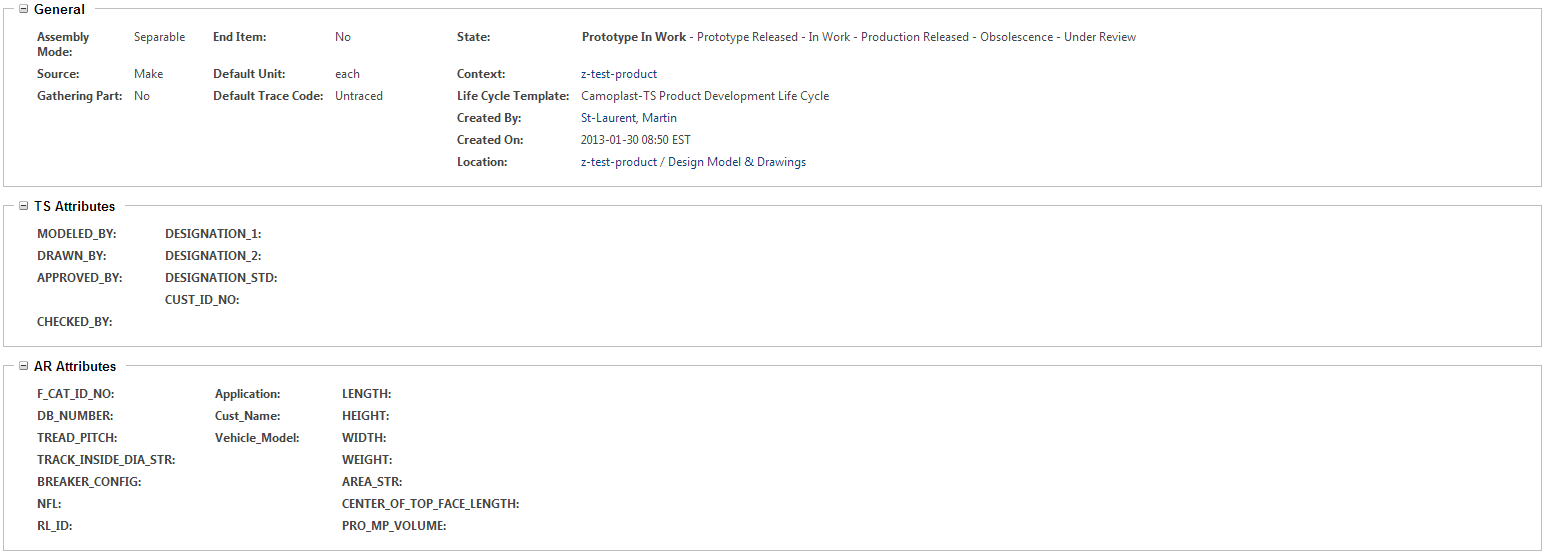 General
Assembly Mode: Separable End Item: No State: Prototype In Work - Prototype Released - In Work - Production Released - Obsolescence - Under Review
Source: Make Default Unit: each Context: z-test-product
Gathering Part: No Default Trace Code: Untraced Life Cycle Template: Camoplast-TS Product Development Life Cycle
Created By: St-Laurent, Martin
Created On: 2013-01-30 08:50 EST
Location: z-test-product / Design Model & Drawings
TS Attributes
MODELED_BY: DESIGNATION_1:
DRAWN_BY: DESIGNATION_2:
APPROVED_BY: DESIGNATION_STD:
CUST_ID_NO:
CHECKED_BY:
AR Attributes
F_CAT_ID_NO: Application: LENGTH:
DB_NUMBER: Cust_Name: HEIGHT:
TREAD_PITCH: Vehicle_Model: WIDTH:
TRACK_INSIDE_DIA_STR: WEIGHT:
BREAKER_CONFIG: AREA_STR:
NFL: CENTER_OF_TOP_FACE_LENGTH:
RL_ID: PRO_MP_VOLUME: